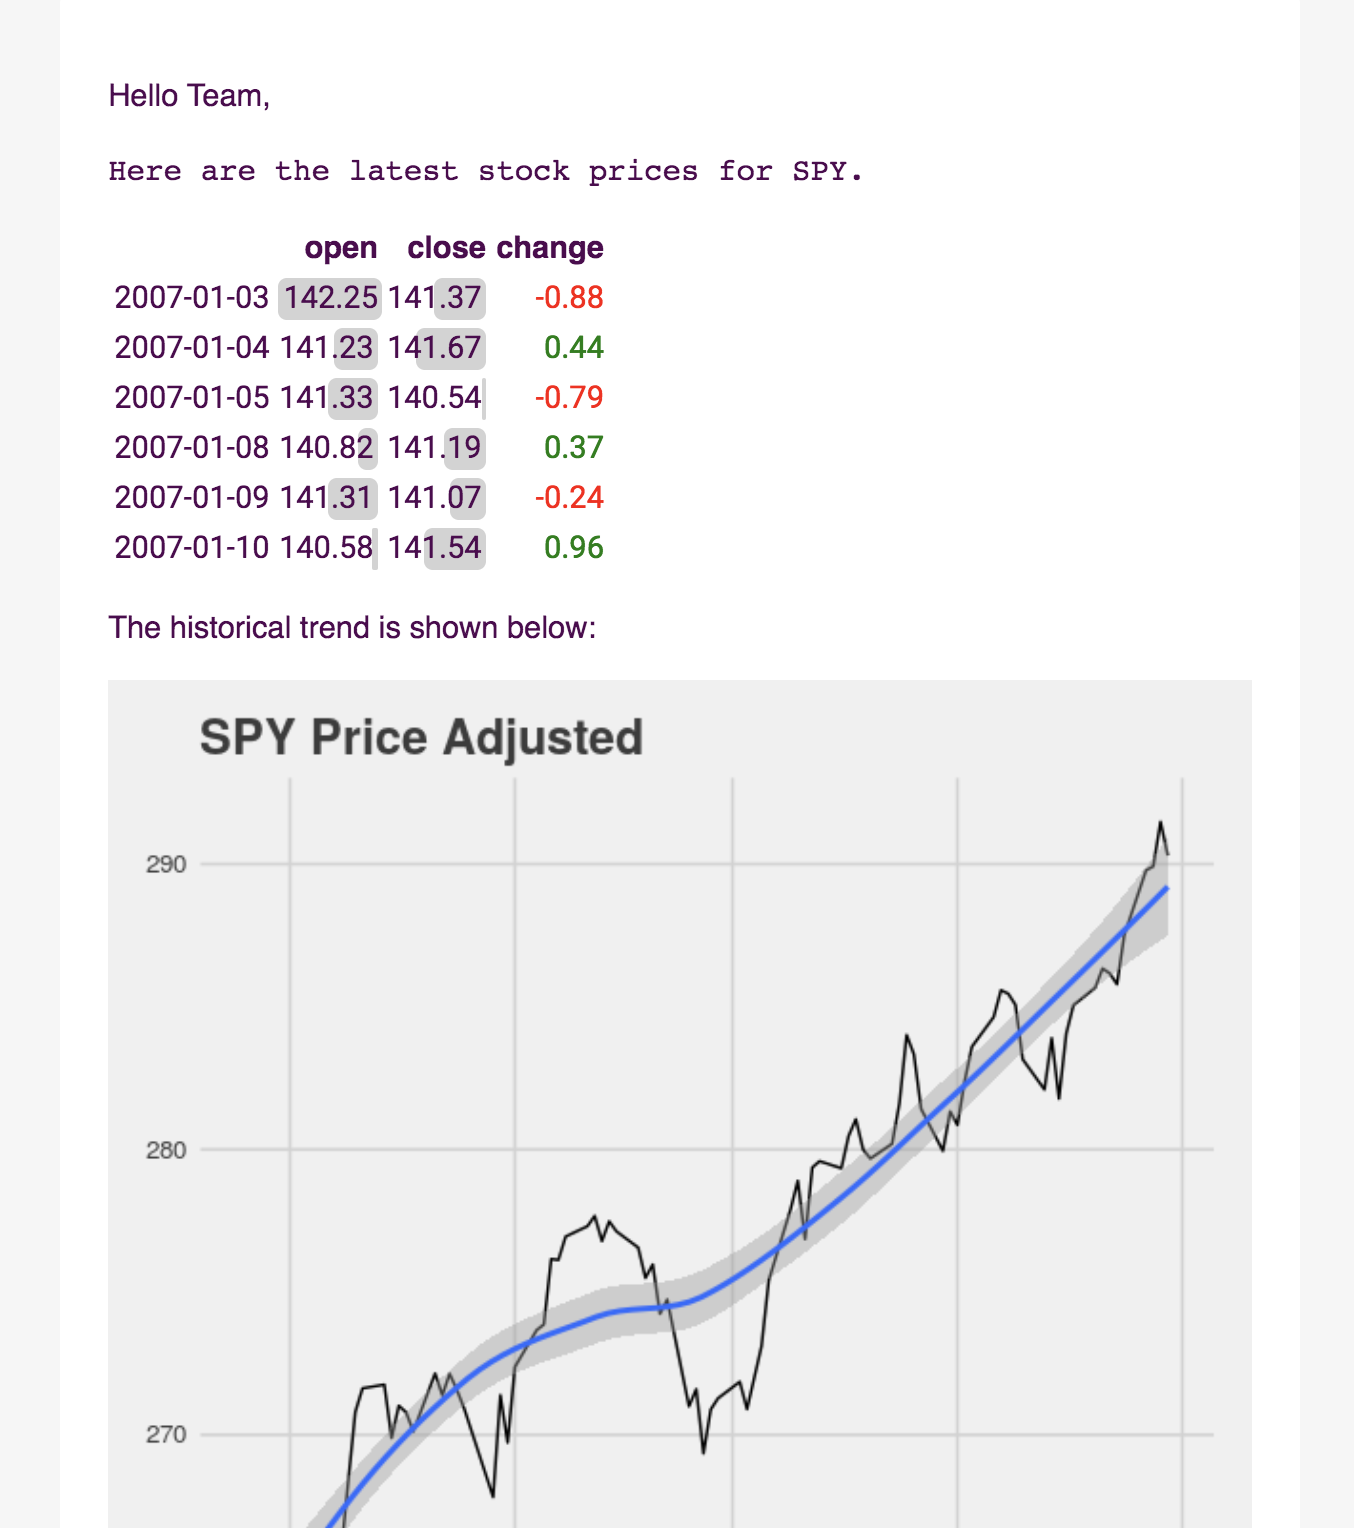 Hello Team,
Here are the latest stock prices for SPY.
open close change
2007-01-03 142.25 141.37 -0.88
2007-01-04 141.23 141.67 0.44
2007-01-05 141.33 140.54 -0.79
2007-01-08 140.82 141.19 0.37
2007-01-09 141.31 141.07 -0.24
2007-01-10 140.58 141.54 0.96
The historical trend is shown below:
SPY Price Adjusted
290
280
270